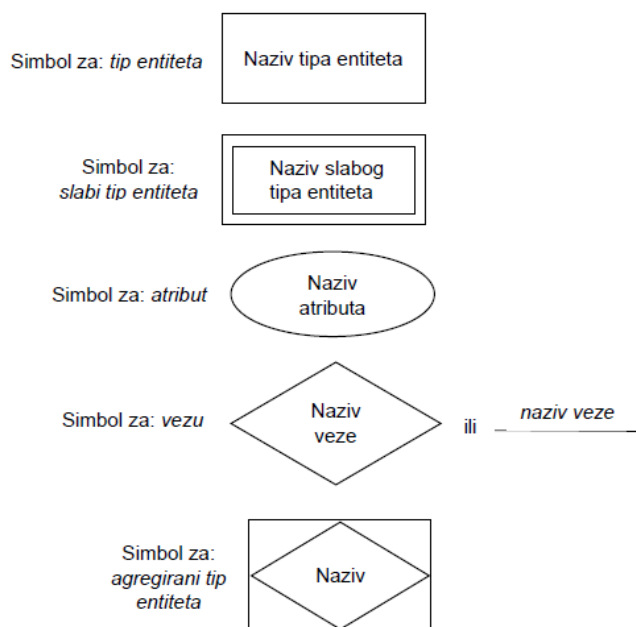 Simbol za: tip entiteta
Naziv tipa entiteta
Simbol za:
slabi tip entiteta
Naziv slabog
tipa entiteta
Simbol za: atribut
Naziv
atributa
Simbol za: vezu
Naziv
veze
ili
naziv veze
Simbol za:
agregirani tip
entiteta
Naziv